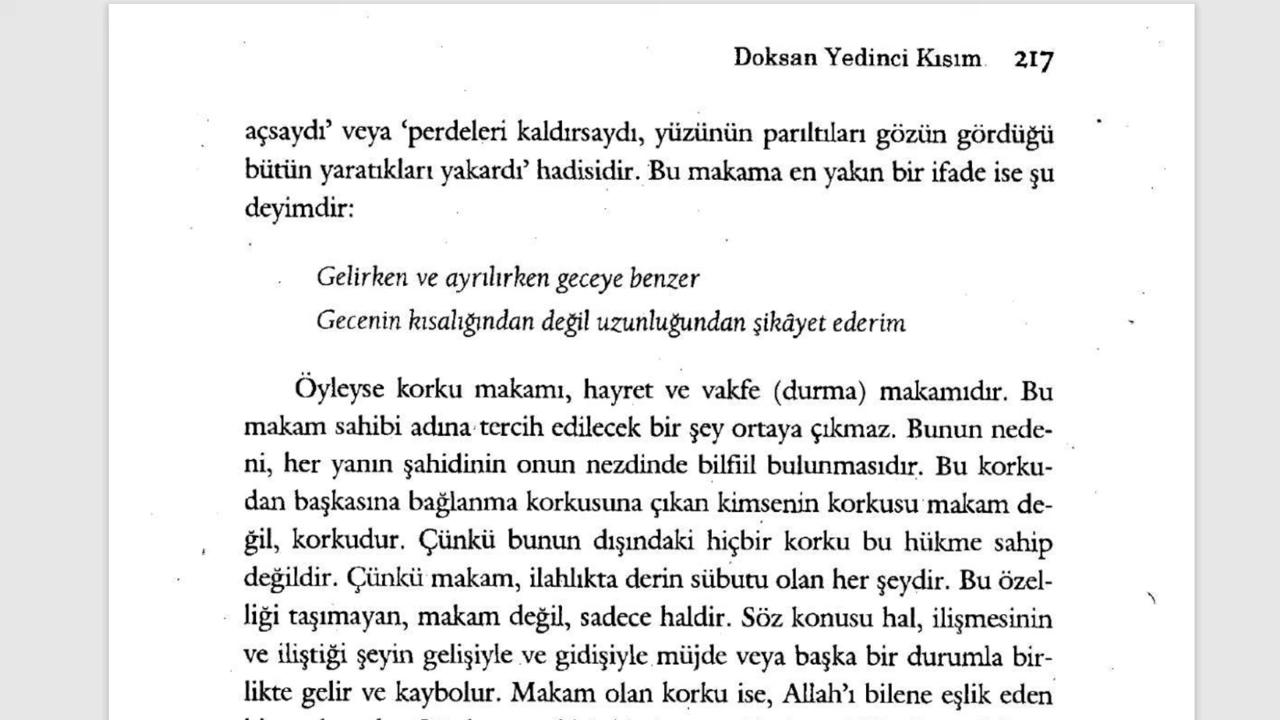 Doksan Yedinci Kısım 217
açsaydı’ veya ‘perdeleri kaldırsaydı, yüzünün parıltıları gözün gördüğü
bütün yaratıkları yakardı’ hadisidir. Bu makama en yakın bir ifade ise şu
deyimdir:
Gelirken ve ayrılırken geceye benzer
Gecenin kısalığından değil uzunluğundan şikâyet ederim
Öyleyse korku makamı, hayret ve vakfe (durma) makamıdır. Bu
makam sahibi adına tercih edilecek bir şey ortaya çıkmaz. Bunun nede-
ni, her yanın şahidinin onun nezdinde bilfiil bulunmasıdır. Bu korku-
dan başkasına bağlanma korkusuna çıkan kimsenin korkusu makam de-
ğil, korkudur. Çünkü bunun dışındaki hiçbir korku bu hükme sahip
değildir. Çünkü makam, ilahlıkta derin sübutu olan her şeydir. Bu özel-
liği taşımayan, makam değil, sadece haldir. Söz konusu hal, ilişmesinin
ve iliştiği şeyin gelişiyle ve gidişiyle müjde veya başka bir durumla bir-
likte gelir ve kaybolur. Makam olan korku ise, Allah’ı bilene eşlik eden